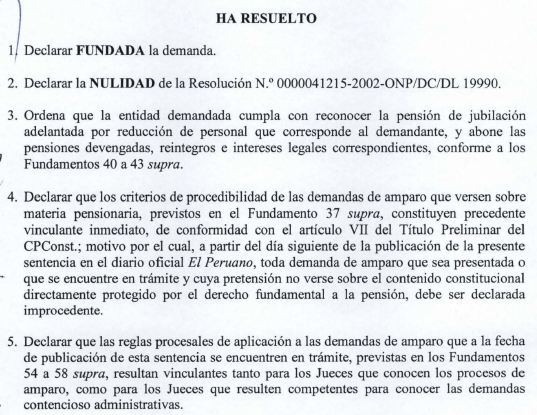 HA RESUELTO
1. Declarar FUNDADA la demanda.
2. Declarar la NULIDAD de la Resolución N.º 0000041215-2002-ONP/DC/DL 19990.
3. Ordena que la entidad demandada cumpla con reconocer la pensión de jubilación
adelantada por reducción de personal que corresponde al demandante, y abone las
pensiones devengadas, reintegros e intereses legales correspondientes, conforme a los
Fundamentos 40 a 43 supra.
4. Declarar que los criterios de procedibilidad de las demandas de amparo que versen sobre
materia pensionaria, previstos en el Fundamento 37 supra, constituyen precedente
vinculante inmediato, de conformidad con el artículo VII del Título Preliminar del
CPConst.; motivo por el cual, a partir del día siguiente de la publicación de la presente
sentencia en el diario oficial El Peruano, toda demanda de amparo que sea presentada o
que se encuentre en trámite y cuya pretensión no verse sobre el contenido constitucional
directamente protegido por el derecho fundamental a la pensión, debe ser declarada
improcedente.
5. Declarar que las reglas procesales de aplicación a las demandas de amparo que a la fecha
de publicación de esta sentencia se encuentren en trámite, previstas en los Fundamentos
54 a 58 supra, resultan vinculantes tanto para los Jueces que conocen los procesos de
amparo, como para los Jueces que resulten competentes para conocer las demandas
contencioso administrativas.